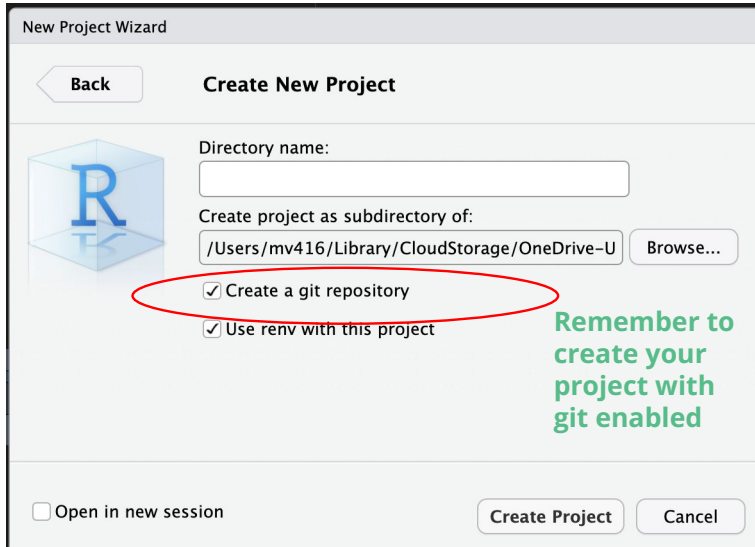 New Project Wizard
Back
Create New Project
R
Directory name:
Create project as subdirectory of:
/Users/mv416/Library/CloudStorage/OneDrive-U
Browse...
Create a git repository
Use renv with this project
Remember to
create your
project with
git enabled
Open in new session
Create Project
Cancel